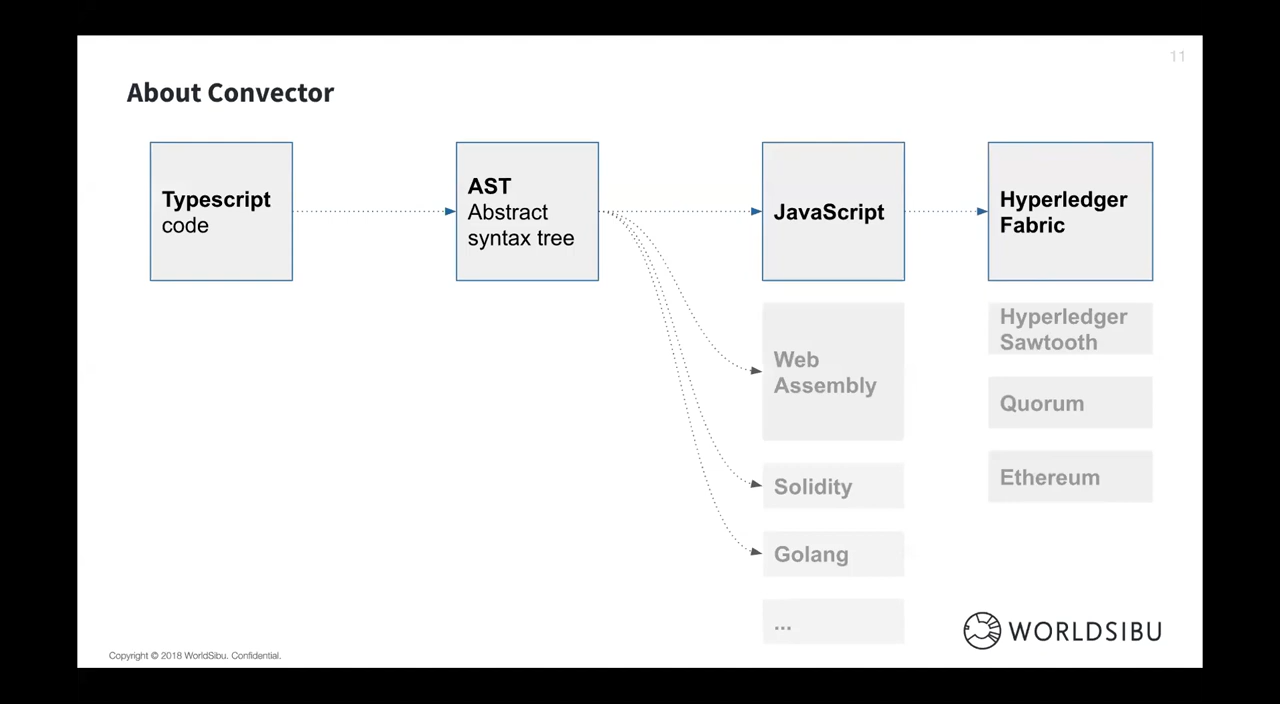 11
About Convector
Typescript
code
AST
Abstract
syntax tree
JavaScript
Hyperledger
Fabric
Web
Assembly
Solidity
Golang
...
Hyperledger
Sawtooth
Quorum
Ethereum
WORLDSIBU
Copyright © 2018 WorldSibu. Confidential.